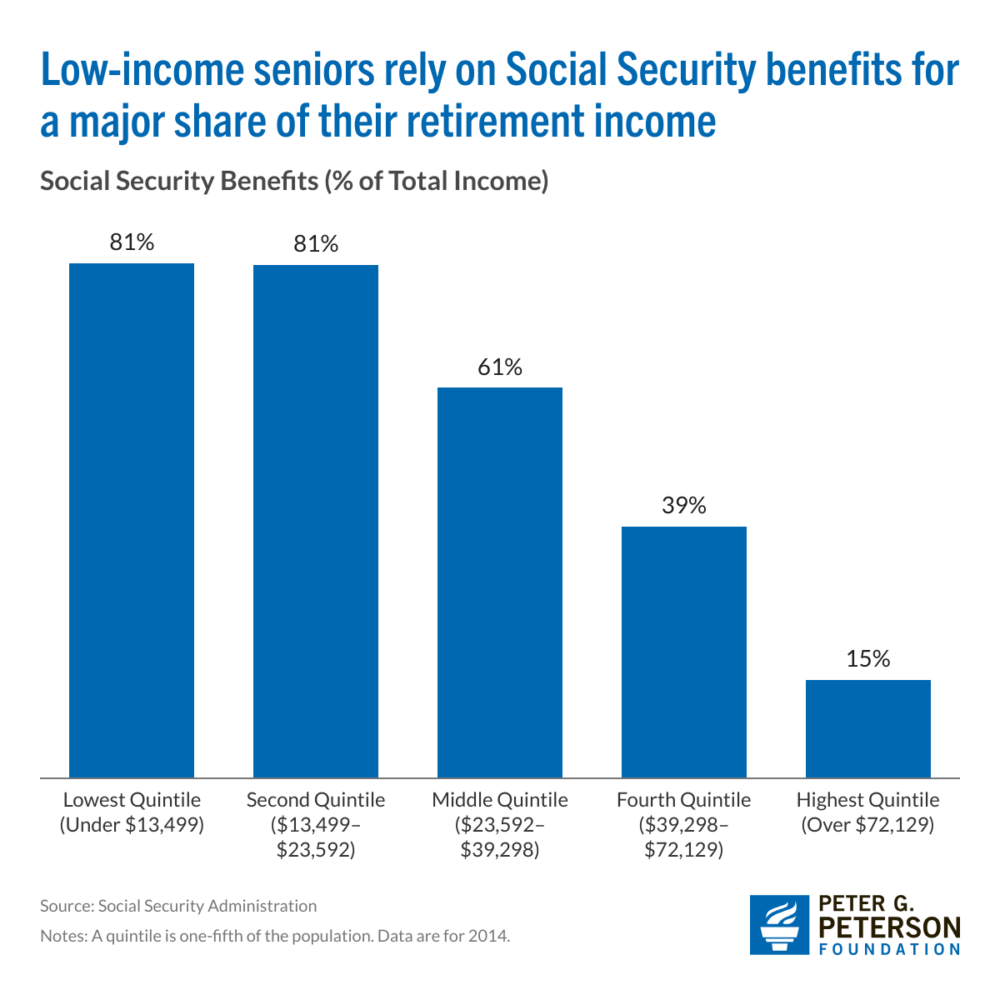 Low-income seniors rely on Social Security benefits for
a major share of their retirement income
Social Security Benefits (% of Total Income)
81%
81%
61%
39%
15%
Lowest Quintile
(Under $13,499)
Second Quintile
($13,499–
$23,592)
Middle Quintile
($23,592–
$39,298)
Fourth Quintile
($39,298–
$72,129)
Highest Quintile
(Over $72,129)
Source: Social Security Administration
Notes: A quintile is one-fifth of the population. Data are for 2014.
PETER G.
PETERSON
FOUNDATION